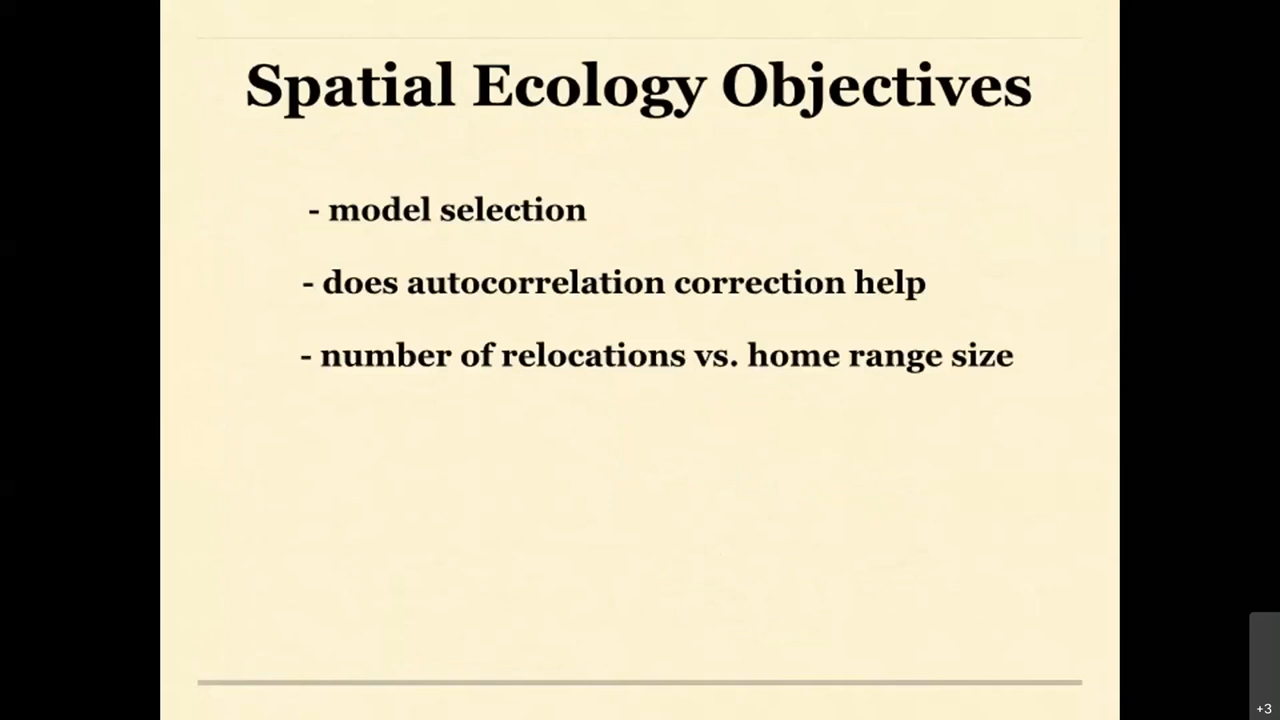 Spatial Ecology Objectives
- model selection
- does autocorrelation correction help
- number of relocations vs. home range size
+3